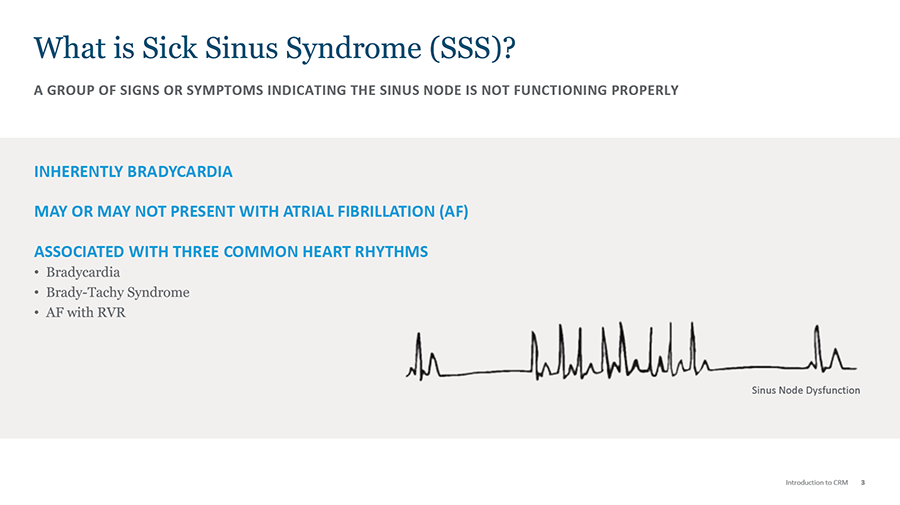 What is Sick Sinus Syndrome (SSS)?
A GROUP OF SIGNS OR SYMPTOMS INDICATING THE SINUS NODE IS NOT FUNCTIONING PROPERLY
INHERENTLY BRADYCARDIA
MAY OR MAY NOT PRESENT WITH ATRIAL FIBRILLATION (AF)
ASSOCIATED WITH THREE COMMON HEART RHYTHMS
• Bradycardia
• Brady-Tachy Syndrome
• AF with RVR
Sinus Node Dysfunction
Introduction to CRM 3